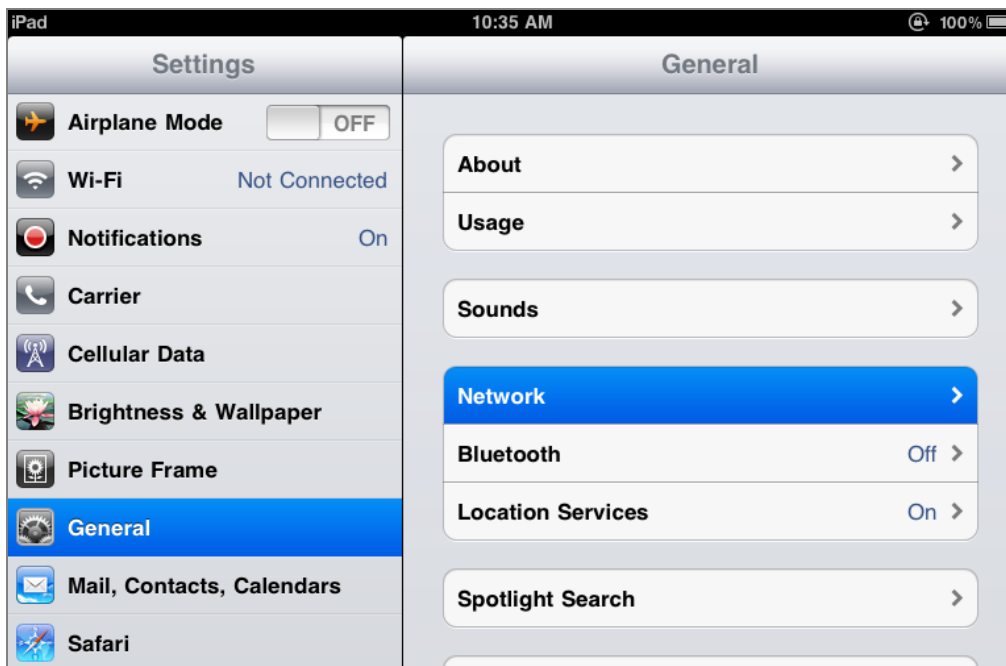 iPad 10:35 AM 100%
Settings
Airplane Mode OFF
Wi-Fi Not Connected
Notifications On
Carrier
Cellular Data
Brightness & Wallpaper
Picture Frame
General
Mail, Contacts, Calendars
Safari
General
About
Usage
Sounds
Network
Bluetooth Off
Location Services On
Spotlight Search